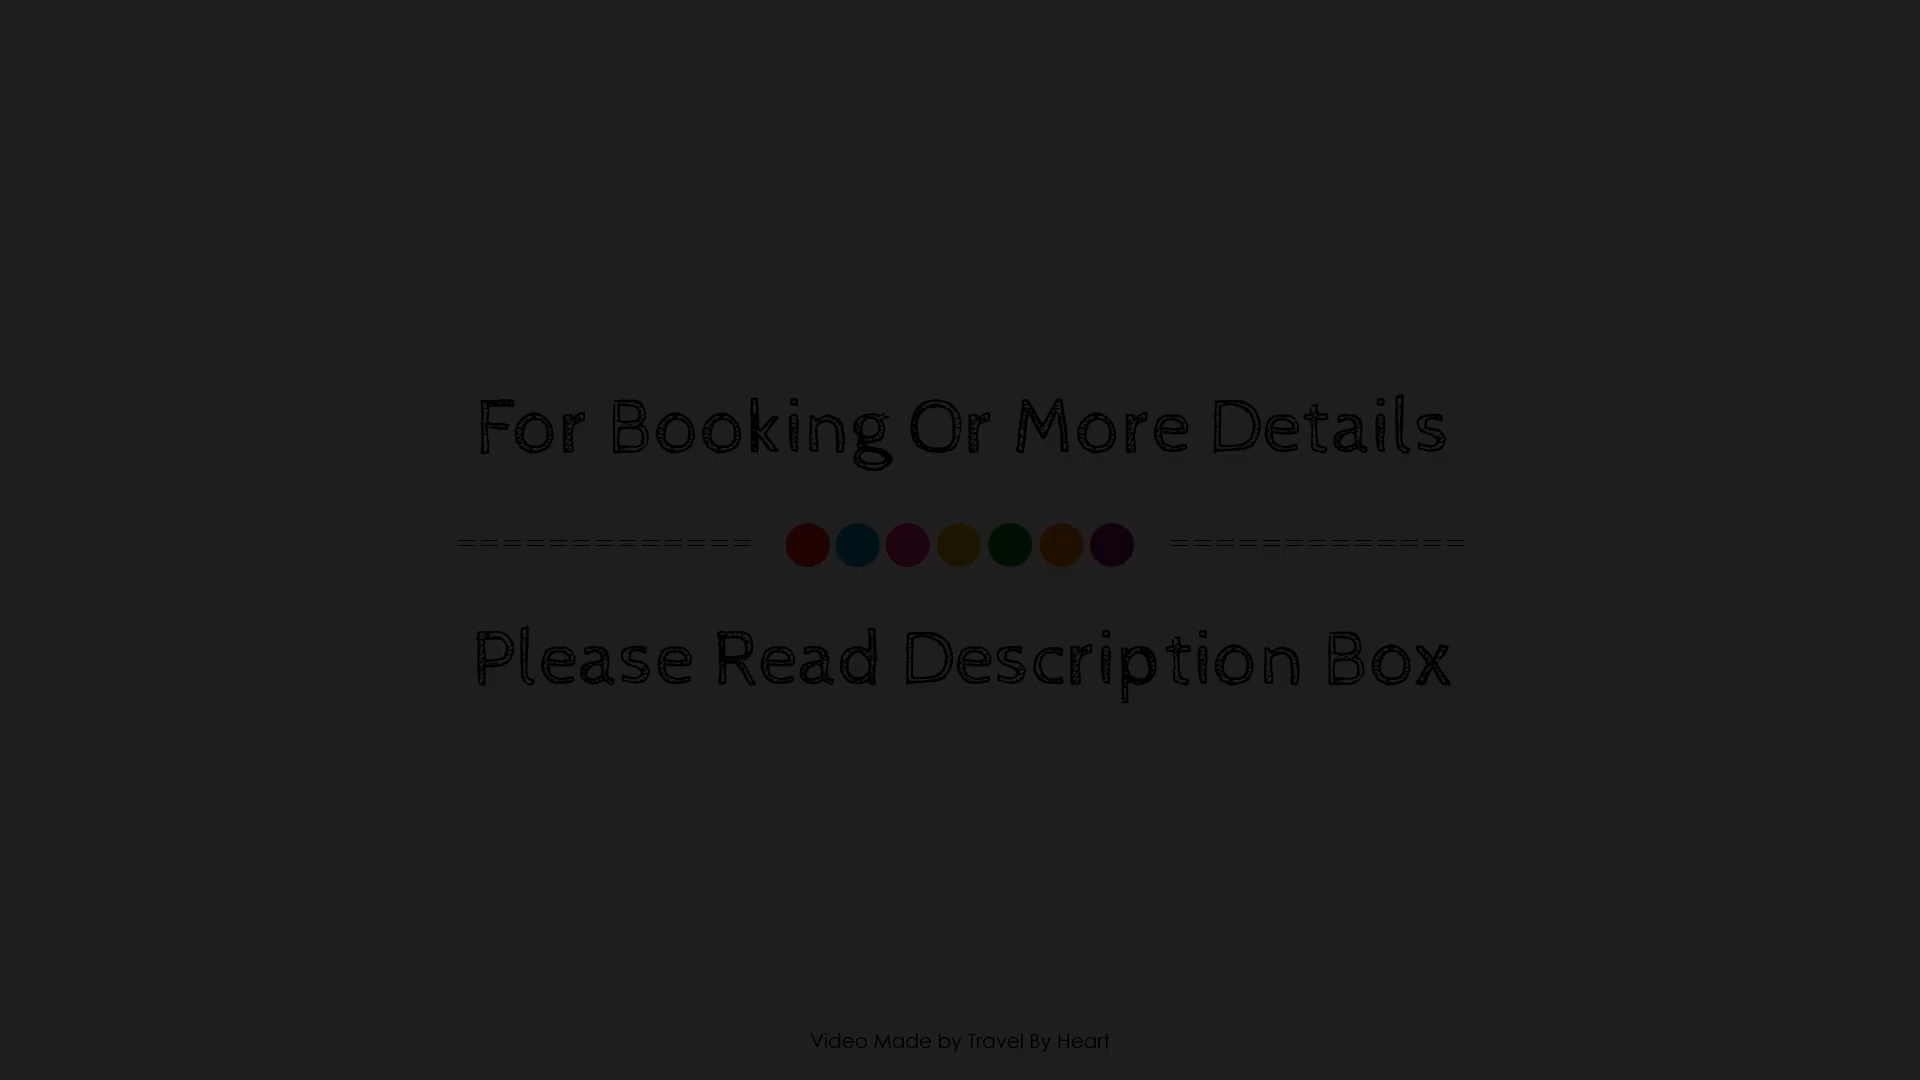 For Booking Or More Details
============= =============
Please Read Description Box
Video Made by Travel By Heart